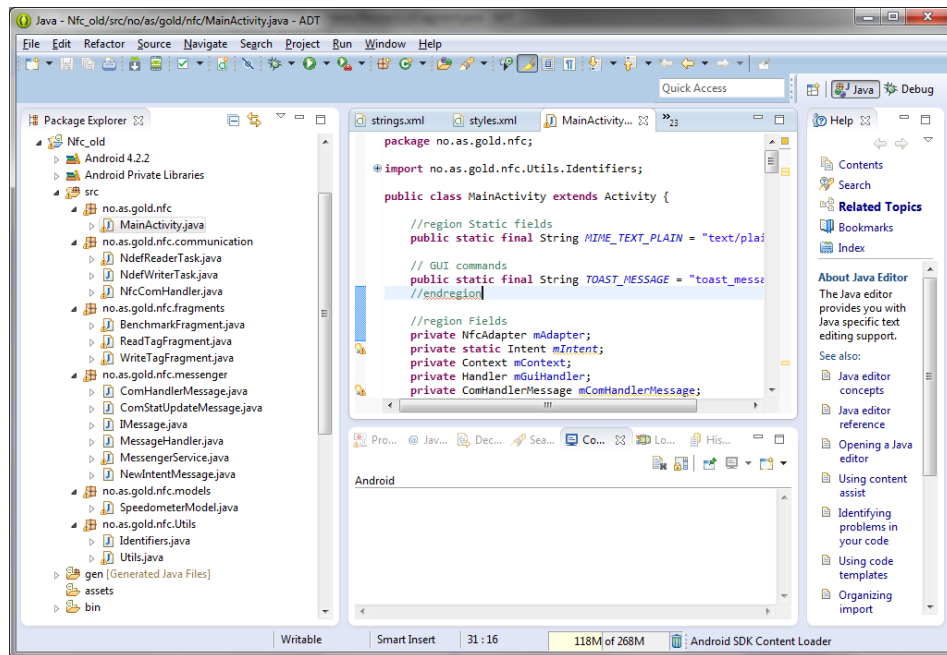 Java - Nfc_old/src/no/as/gold/nfc/MainActivity.java - ADT
File Edit Refactor Source Navigate Search Project Run Window Help
Quick Access
Java
Debug
Package Explorer
Nfc_old
Android 4.2.2
Android Private Libraries
src
no.as.gold.nfc
MainActivity.java
no.as.gold.nfc.communication
NdefReaderTask.java
NdefWriterTask.java
NfcComHandler.java
no.as.gold.nfc.fragments
BenchmarkFragment.java
ReadTagFragment.java
WriteTagFragment.java
no.as.gold.nfc.messenger
ComHandlerMessage.java
ComStatUpdateMessage.java
IMessage.java
MessageHandler.java
MessengerService.java
NewIntentMessage.java
no.as.gold.nfc.models
SpeedometerModel.java
no.as.gold.nfc.Utils
Identifiers.java
Utils.java
gen [Generated Java Files]
assets
bin
strings.xml styles.xml MainActivity... »23
package no.as.gold.nfc;
import no.as.gold.nfc.Utils.Identifiers;
public class MainActivity extends Activity {
//region Static fields
public static final String MIME_TEXT_PLAIN = "text/plai
// GUI commands
public static final String TOAST_MESSAGE = "toast_messa
//endregion
//region Fields
private NfcAdapter mAdapter;
private static Intent mIntent;
private Context mContext;
private Handler mGuiHandler;
private ComHandlerMessage mComHandlerMessage;
Pro... @ Jav... Dec... Sea... Co... Lo... His...
Android
Help
Contents
Search
Related Topics
Bookmarks
Index
About Java Editor
The Java editor
provides you with
Java specific text
editing support.
See also:
Java editor
concepts
Java editor
reference
Opening a Java
editor
Using content
assist
Identifying
problems in
your code
Using code
templates
Organizing
import
Writable Smart Insert 31 : 16 118M of 268M Android SDK Content Loader